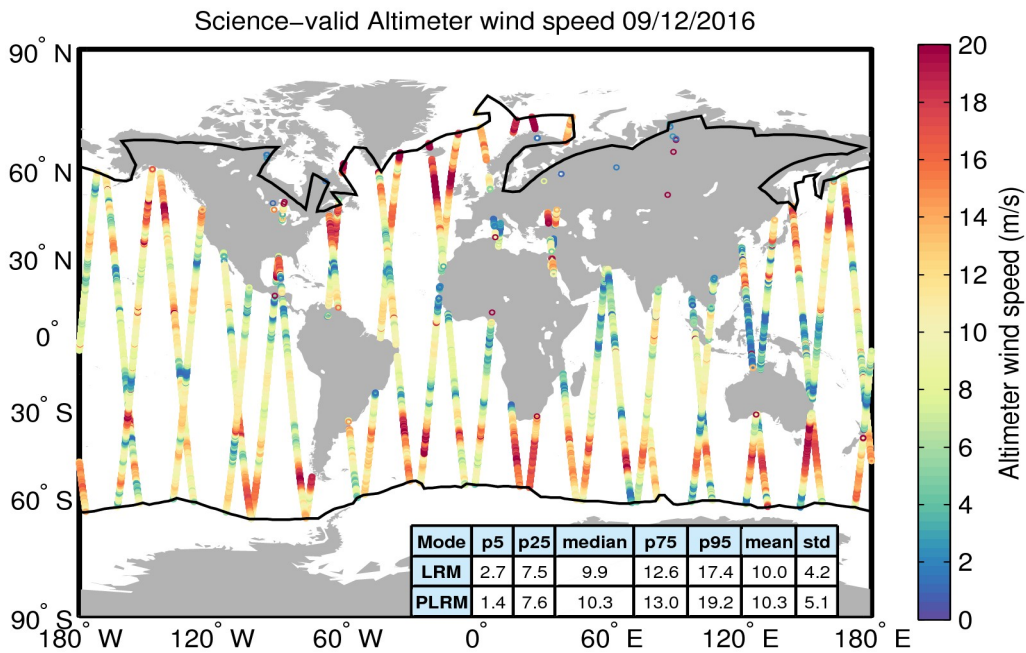 Science−valid Altimeter wind speed 09/12/2016
90° N
60° N
30° N
0°
30° S
60° S
90° S
180° W
120° W
60° W
0°
60° E
120° E
180° E
Mode p5 p25 median p75 p95 mean std
LRM 2.7 7.5 9.9 12.6 17.4 10.0 4.2
PLRM 1.4 7.6 10.3 13.0 19.2 10.3 5.1
20
18
16
14
12
10
8
6
4
2
0
Altimeter wind speed (m/s)